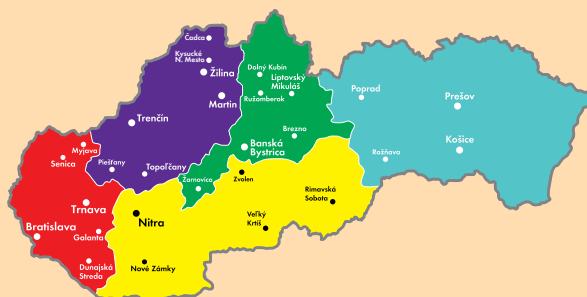 Čadca
Kysucké
N. Mesto
Žilina
Martin
Trenčín
Piešťany
Topoľčany
Dolný Kubín
Liptovský
Mikuláš
Ružomberok
Brezno
Banská
Bystrica
Žarnovica
Poprad
Prešov
Košice
Rožňava
Myjava
Senica
Trnava
Bratislava
Galanta
Dunajská
Streda
Nitra
Nové Zámky
Zvolen
Veľký
Krtíš
Rimavská
Sobota